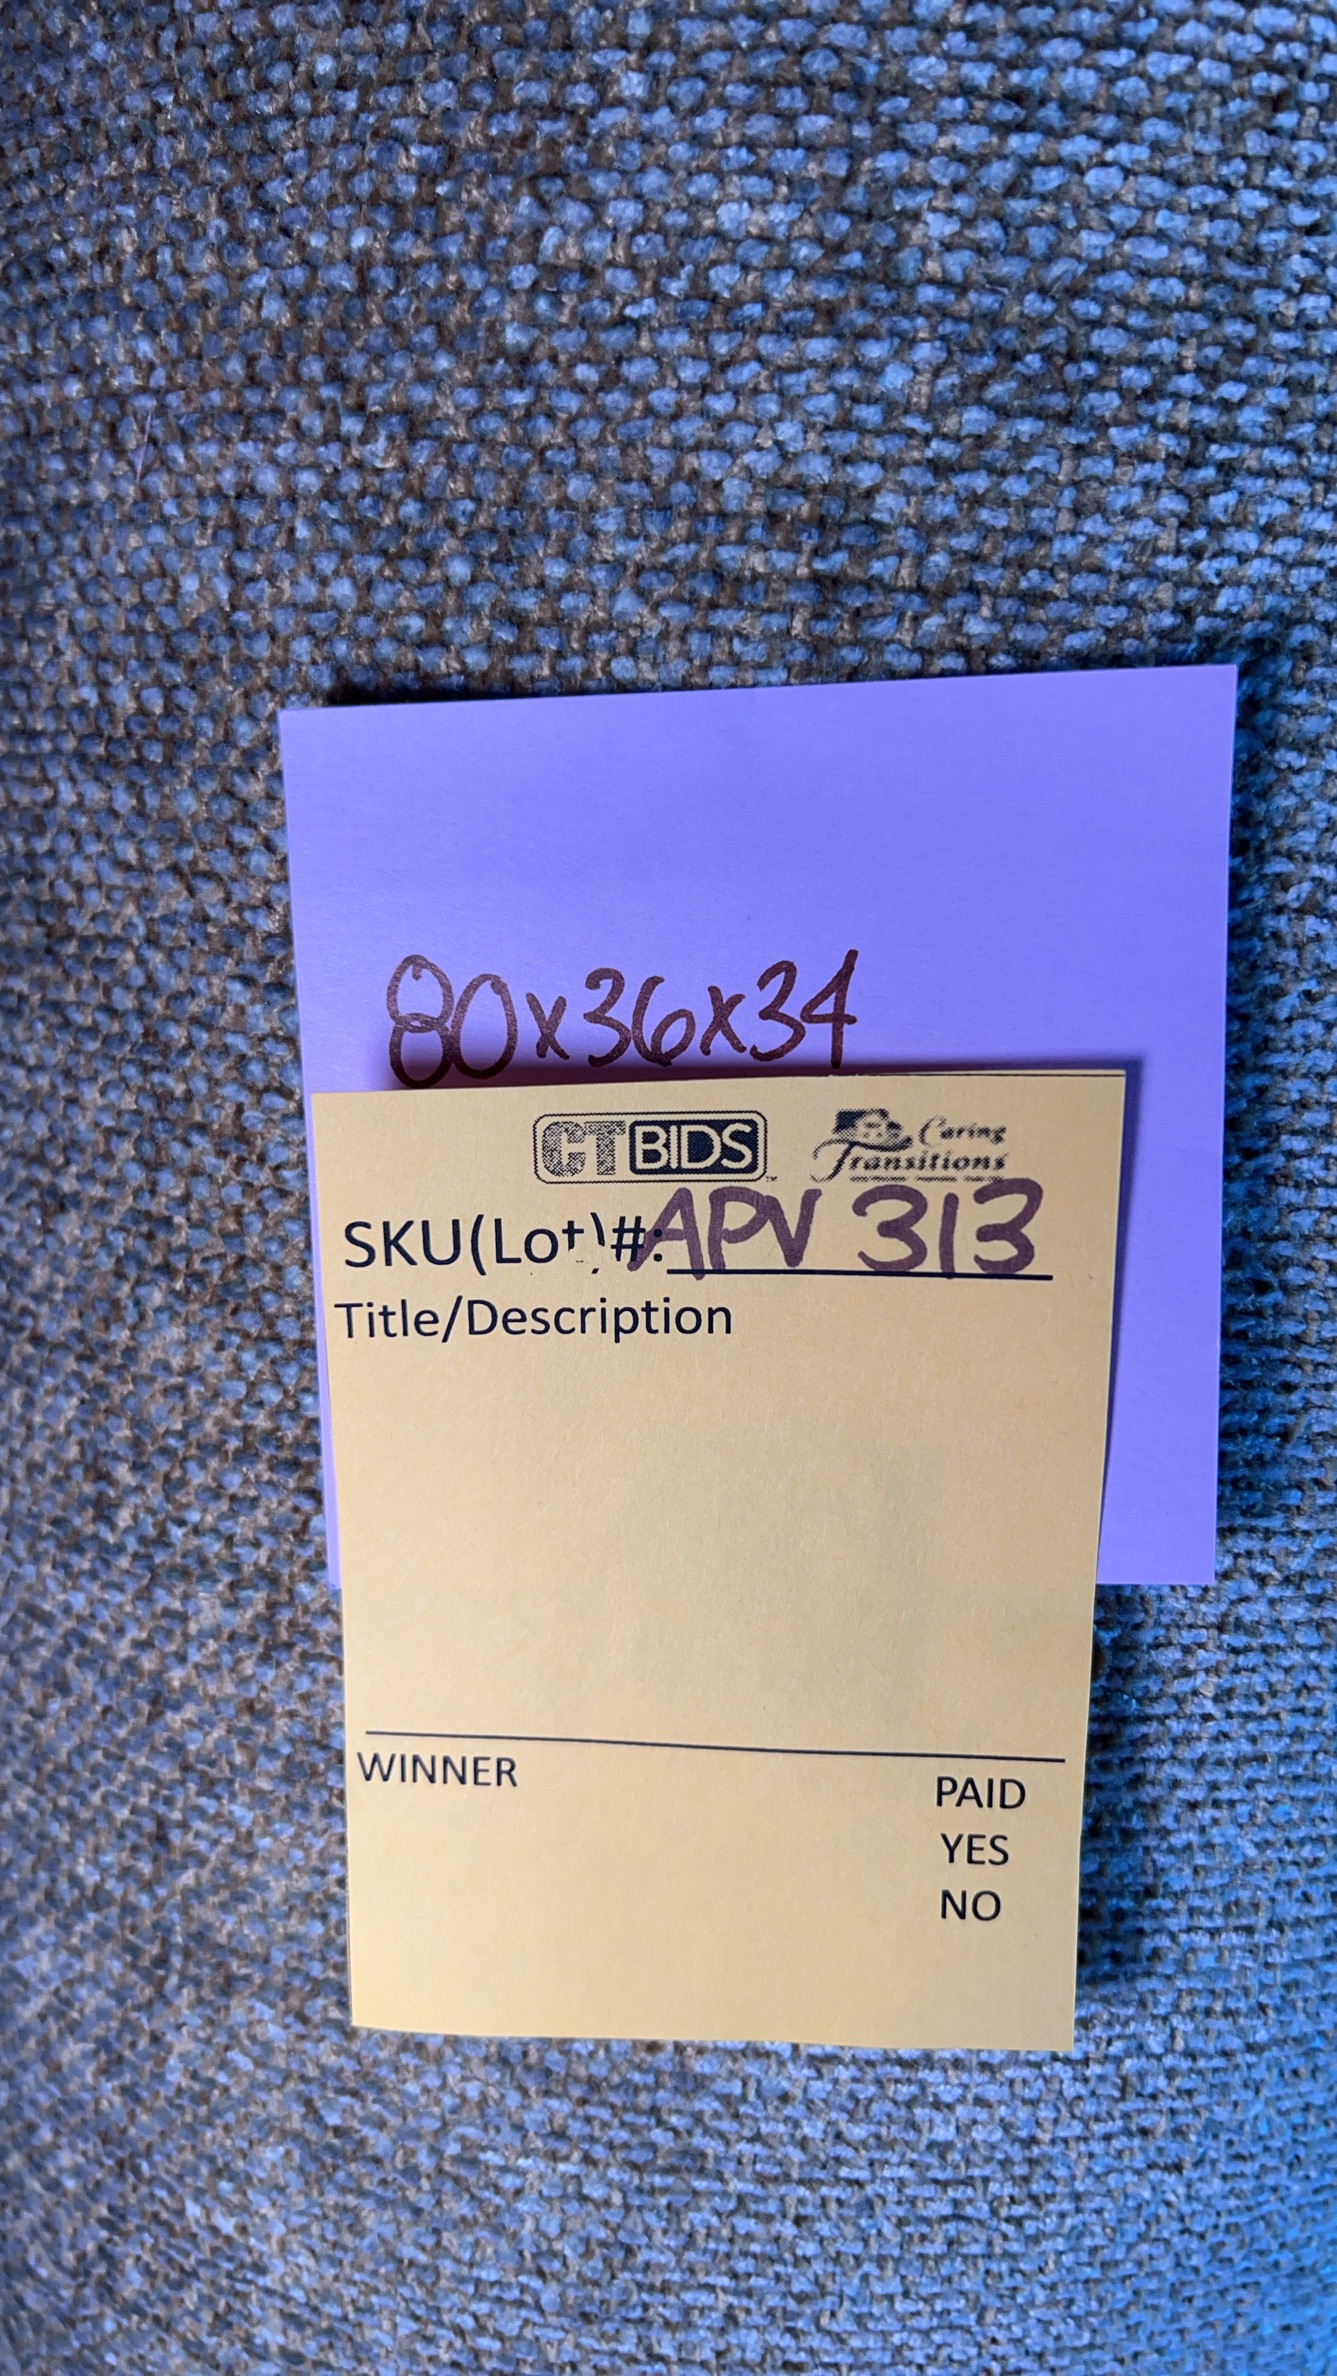 80x36x34
CTBIDS Caring
Transitions
SKU(Lot)#: APV 313
Title/Description
WINNER
PAID
YES
NO